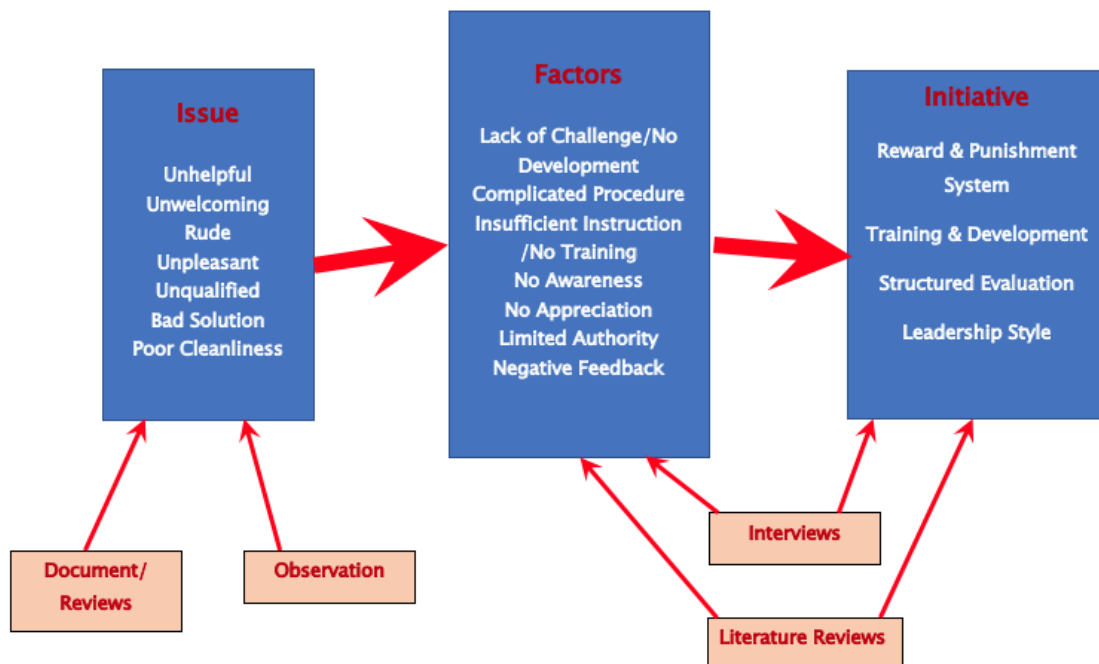 Issue
Unhelpful
Unwelcoming
Rude
Unpleasant
Unqualified
Bad Solution
Poor Cleanliness
Factors
Lack of Challenge/No
Development
Complicated Procedure
Insufficient Instruction
/No Training
No Awareness
No Appreciation
Limited Authority
Negative Feedback
Initiative
Reward & Punishment
System
Training & Development
Structured Evaluation
Leadership Style
Document/
Reviews
Observation
Interviews
Literature Reviews